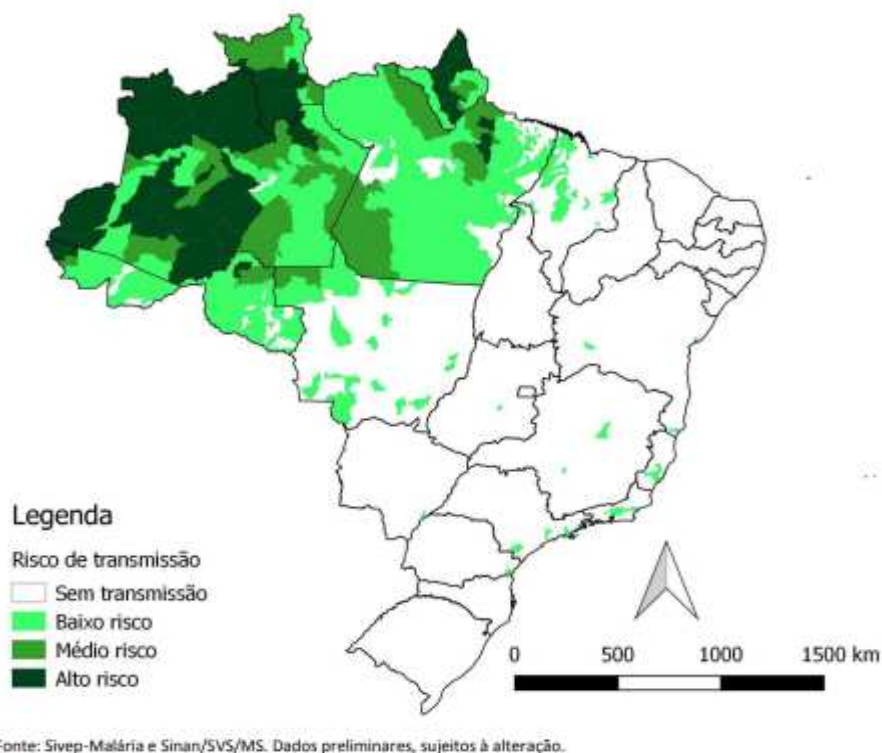 Legenda
Risco de transmissão
Sem transmissão
Baixo risco
Médio risco
Alto risco
0 500 1000 1500 km
Fonte: Sivep-Malária e Sinan/SVS/MS. Dados preliminares, sujeitos à alteração.